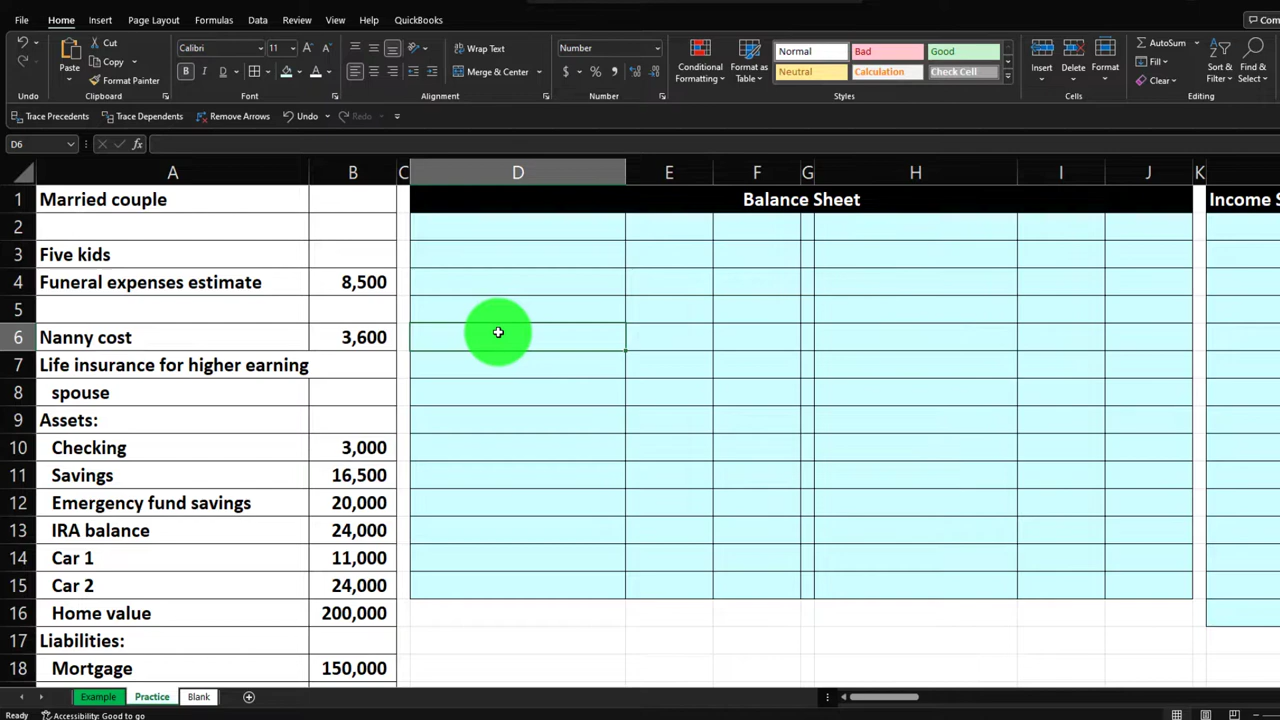 File Home Insert Page Layout Formulas Data Review View Help QuickBooks Com
Paste
Cut
Copy
Format Painter
Calibri 11
B I U
Wrap Text
Merge & Center
Number
Conditional Formatting
Format as Table
Normal Bad Good
Neutral Calculation Check Cell
Insert Delete Format
AutoSum
Fill
Clear
Sort & Filter
Find & Select
Undo Clipboard Font Alignment Number Styles Cells Editing
Trace Precedents Trace Dependents Remove Arrows Undo Redo
D6 fx
A B C D E F G H I J K
1 Married couple Balance Sheet Income S
2
3 Five kids
4 Funeral expenses estimate 8,500
5
6 Nanny cost 3,600
7 Life insurance for higher earning
8 spouse
9 Assets:
10 Checking 3,000
11 Savings 16,500
12 Emergency fund savings 20,000
13 IRA balance 24,000
14 Car 1 11,000
15 Car 2 24,000
16 Home value 200,000
17 Liabilities:
18 Mortgage 150,000
Example Practice Blank
Ready Accessibility: Good to go